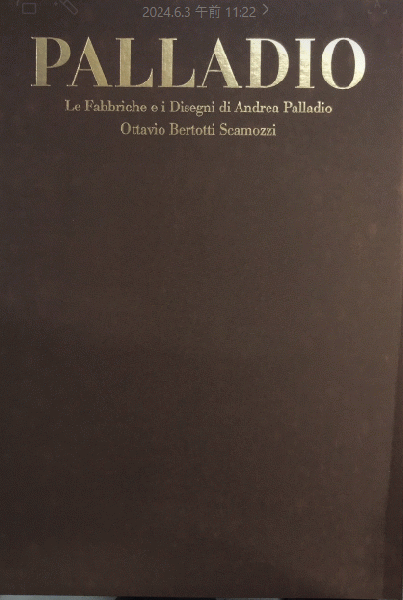 2024.6.3 午前 11:22
PALLADIO
Le Fabbriche e i Disegni di Andrea Palladio
Ottavio Bertotti Scamozzi